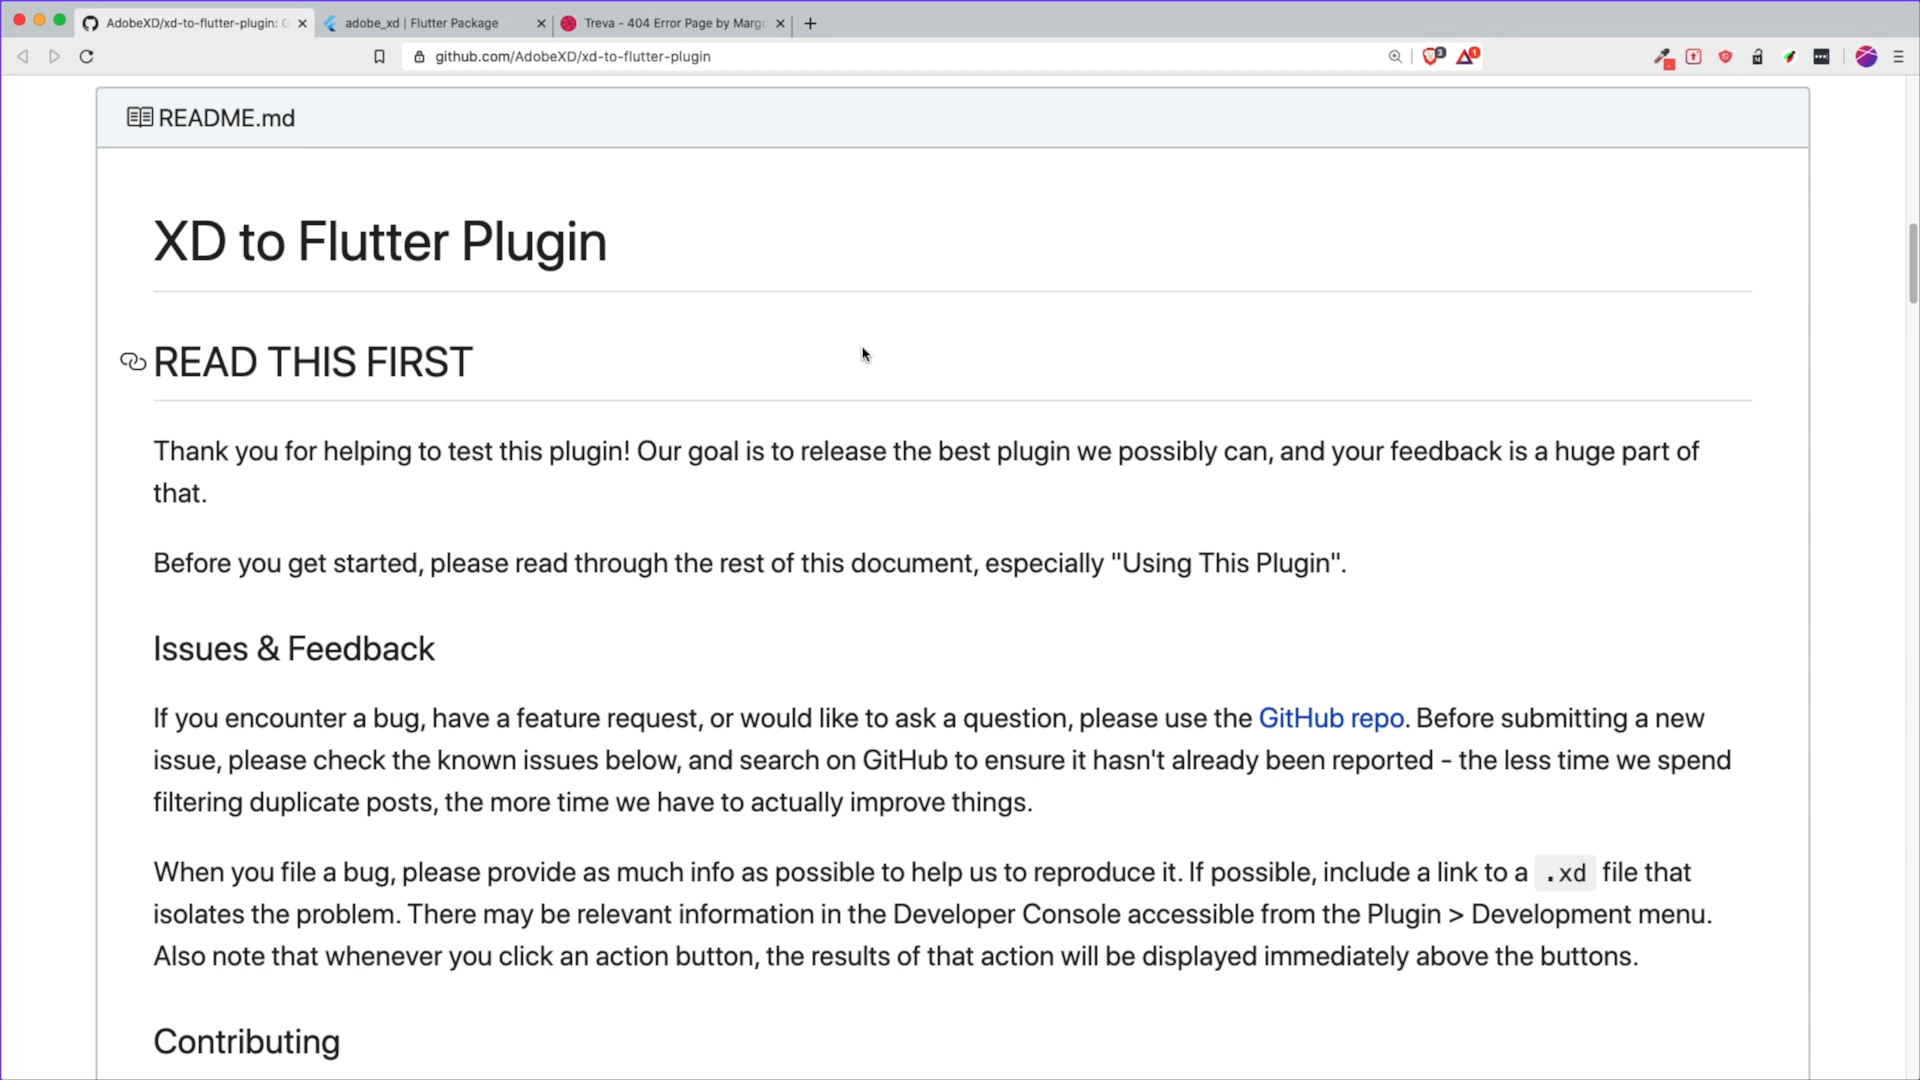 AdobeXD/xd-to-flutter-plugin: G
adobe_xd | Flutter Package
Treva - 404 Error Page by Margo
github.com/AdobeXD/xd-to-flutter-plugin
3
1
README.md
XD to Flutter Plugin
READ THIS FIRST
Thank you for helping to test this plugin! Our goal is to release the best plugin we possibly can, and your feedback is a huge part of
that.
Before you get started, please read through the rest of this document, especially "Using This Plugin".
Issues & Feedback
If you encounter a bug, have a feature request, or would like to ask a question, please use the GitHub repo. Before submitting a new
issue, please check the known issues below, and search on GitHub to ensure it hasn't already been reported - the less time we spend
filtering duplicate posts, the more time we have to actually improve things.
When you file a bug, please provide as much info as possible to help us to reproduce it. If possible, include a link to a .xd file that
isolates the problem. There may be relevant information in the Developer Console accessible from the Plugin > Development menu.
Also note that whenever you click an action button, the results of that action will be displayed immediately above the buttons.
Contributing